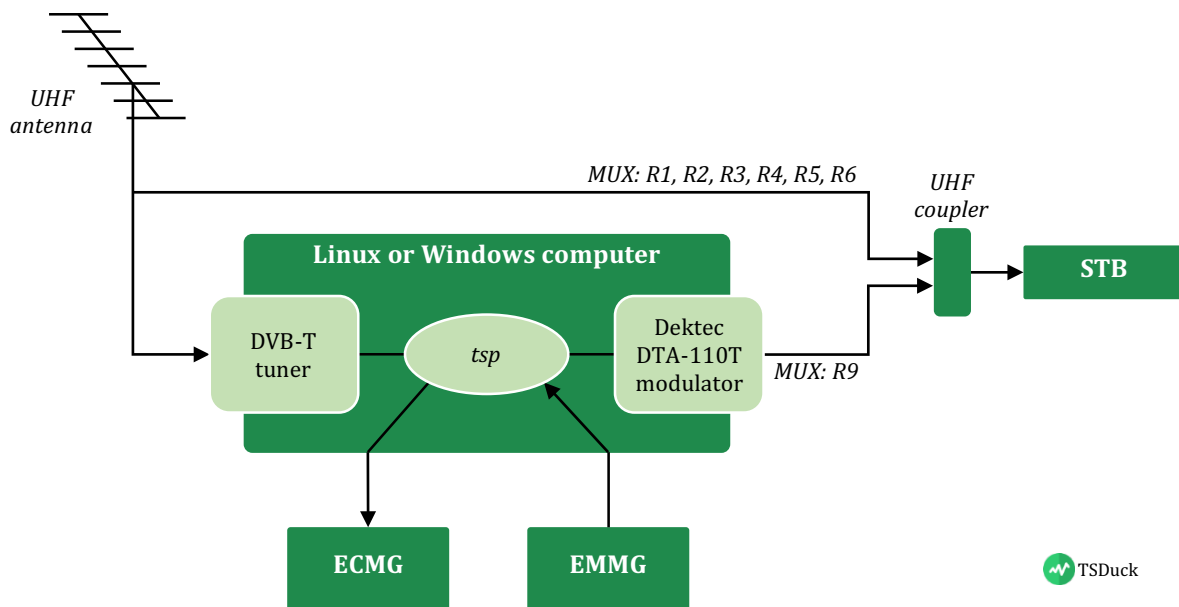 UHF
antenna
MUX: R1, R2, R3, R4, R5, R6
UHF
coupler
Linux or Windows computer
STB
DVB-T
tuner
tsp
Dektec
DTA-110T
modulator
MUX: R9
ECMG
EMMG
TSDuck